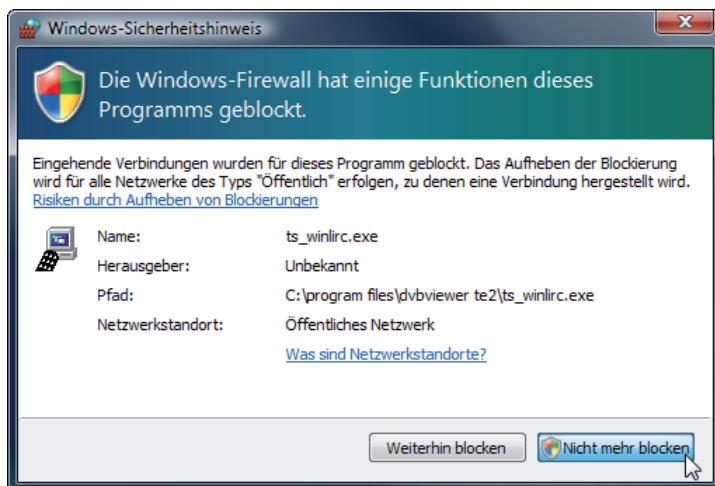 Windows-Sicherheitshinweis
Die Windows-Firewall hat einige Funktionen dieses
Programms geblockt.
Eingehende Verbindungen wurden für dieses Programm geblockt. Das Aufheben der Blockierung
wird für alle Netzwerke des Typs "Öffentlich" erfolgen, zu denen eine Verbindung hergestellt wird.
Risiken durch Aufheben von Blockierungen
Name: ts_winlirc.exe
Herausgeber: Unbekannt
Pfad: C:\program files\dvbviewer te2\ts_winlirc.exe
Netzwerkstandort: Öffentliches Netzwerk
Was sind Netzwerkstandorte?
Weiterhin blocken Nicht mehr blocken